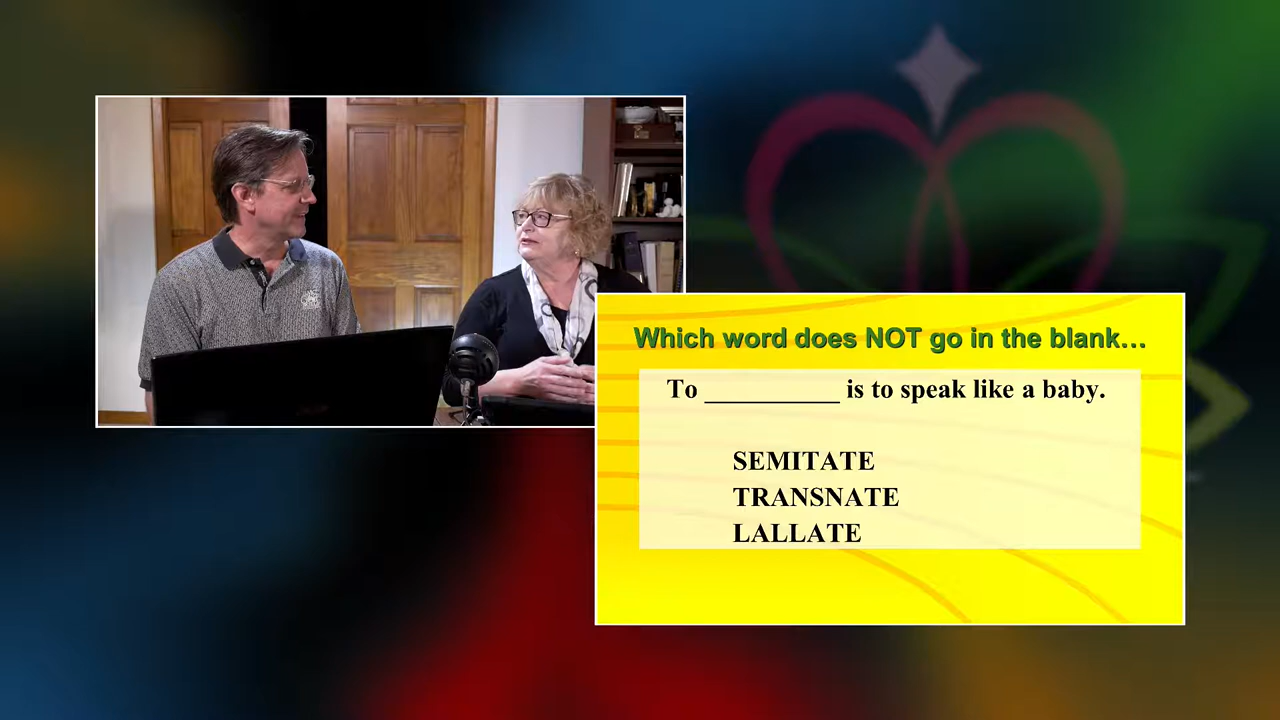 Which word does NOT go in the blank…
To __________ is to speak like a baby.
SEMITATE
TRANSNATE
LALLATE